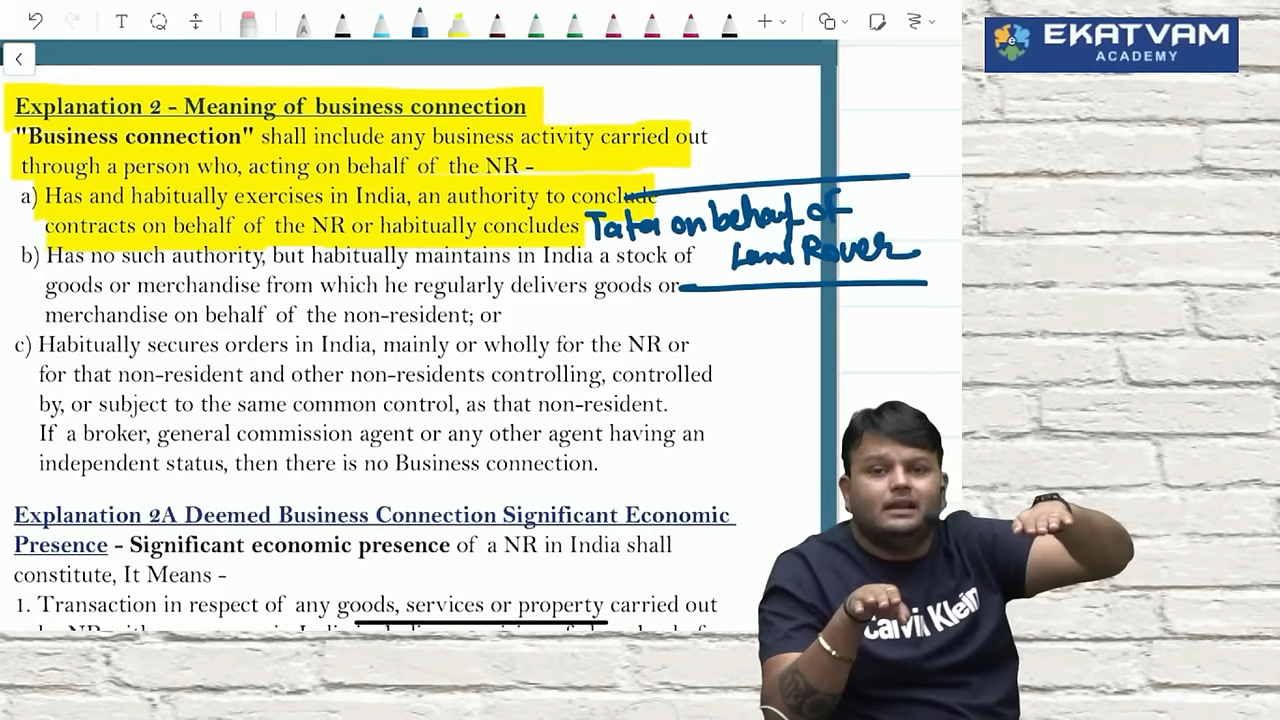 EKATVAM
ACADEMY
Explanation 2 - Meaning of business connection
"Business connection" shall include any business activity carried out
through a person who, acting on behalf of the NR -
a) Has and habitually exercises in India, an authority to conclude
contracts on behalf of the NR or habitually concludes
Tata on behalf of
Land Rover
b) Has no such authority, but habitually maintains in India a stock of
goods or merchandise from which he regularly delivers goods or
merchandise on behalf of the non-resident; or
c) Habitually secures orders in India, mainly or wholly for the NR or
for that non-resident and other non-residents controlling, controlled
by, or subject to the same common control, as that non-resident.
If a broker, general commission agent or any other agent having an
independent status, then there is no Business connection.
Explanation 2A Deemed Business Connection Significant Economic
Presence - Significant economic presence of a NR in India shall
constitute, It Means -
1. Transaction in respect of any goods, services or property carried out
Calvin Klein